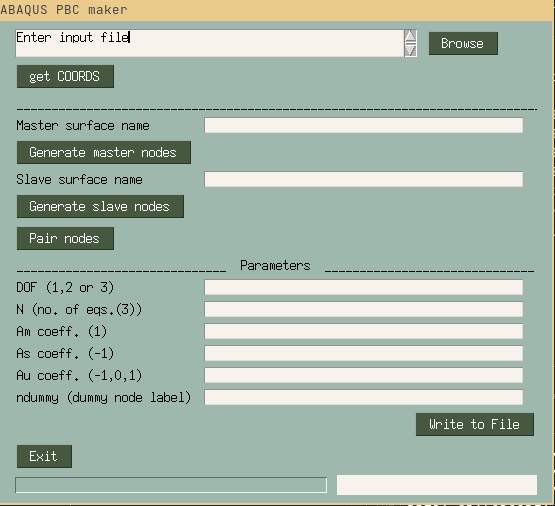 ABAQUS PBC maker
Enter input file
Browse
get COORDS
Master surface name
Generate master nodes
Slave surface name
Generate slave nodes
Pair nodes
Parameters
DOF (1,2 or 3)
N (no. of eqs.(3))
Am coeff. (1)
As coeff. (-1)
Au coeff. (-1,0,1)
ndummy (dummy node label)
Write to File
Exit